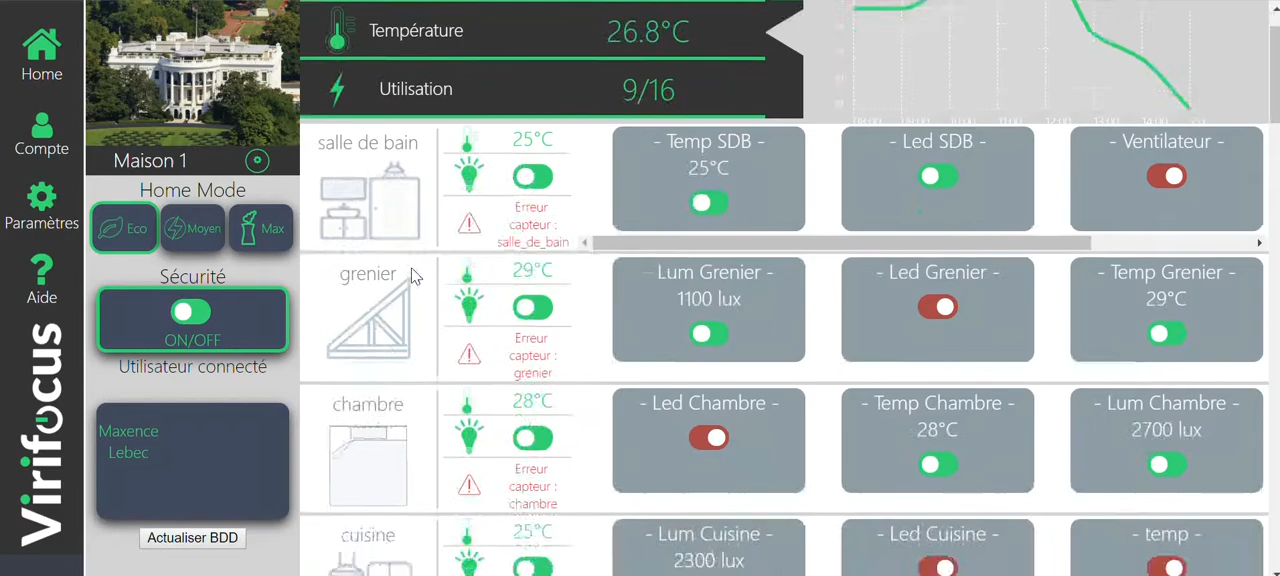 Home
Compte
Paramètres
Aide
Virifocus
Maison 1
Home Mode
Eco
Moyen
Max
Sécurité
ON/OFF
Utilisateur connecté
Maxence
Lebec
Actualiser BDD
Température
26.8°C
Utilisation
9/16
salle de bain
25°C
Erreur
capteur :
salle_de_bain
- Temp SDB -
25°C
- Led SDB -
- Ventilateur -
grenier
29°C
Erreur
capteur :
grenier
- Lum Grenier -
1100 lux
- Led Grenier -
- Temp Grenier -
29°C
chambre
28°C
Erreur
capteur :
chambre
- Led Chambre -
- Temp Chambre -
28°C
- Lum Chambre -
2700 lux
cuisine
25°C
- Lum Cuisine -
2300 lux
- Led Cuisine -
- temp -